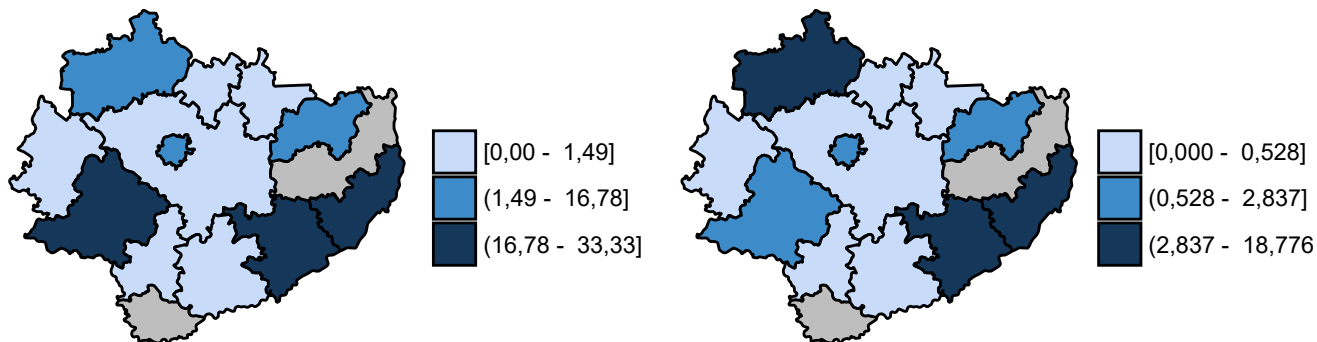 [0,00 - 1,49]
(1,49 - 16,78]
(16,78 - 33,33]
[0,000 - 0,528]
(0,528 - 2,837]
(2,837 - 18,776